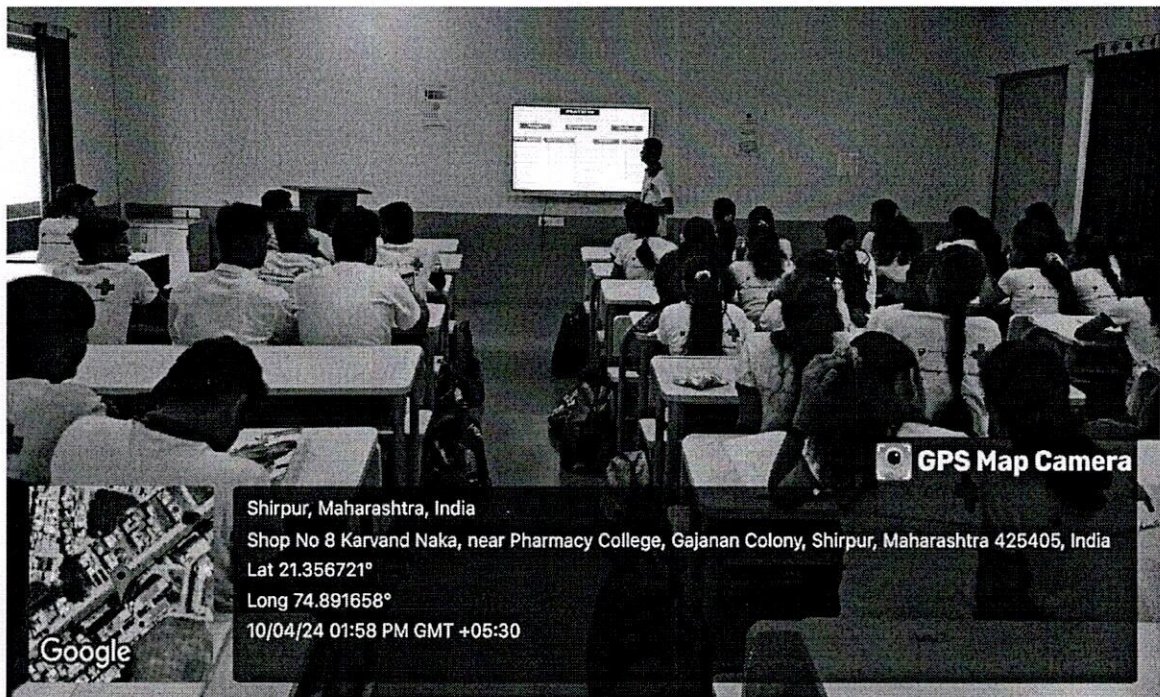 GPS Map Camera
Shirpur, Maharashtra, India
Shop No 8 Karvand Naka, near Pharmacy College, Gajanan Colony, Shirpur, Maharashtra 425405, India
Lat 21.356721°
Long 74.891658°
10/04/24 01:58 PM GMT +05:30
Google